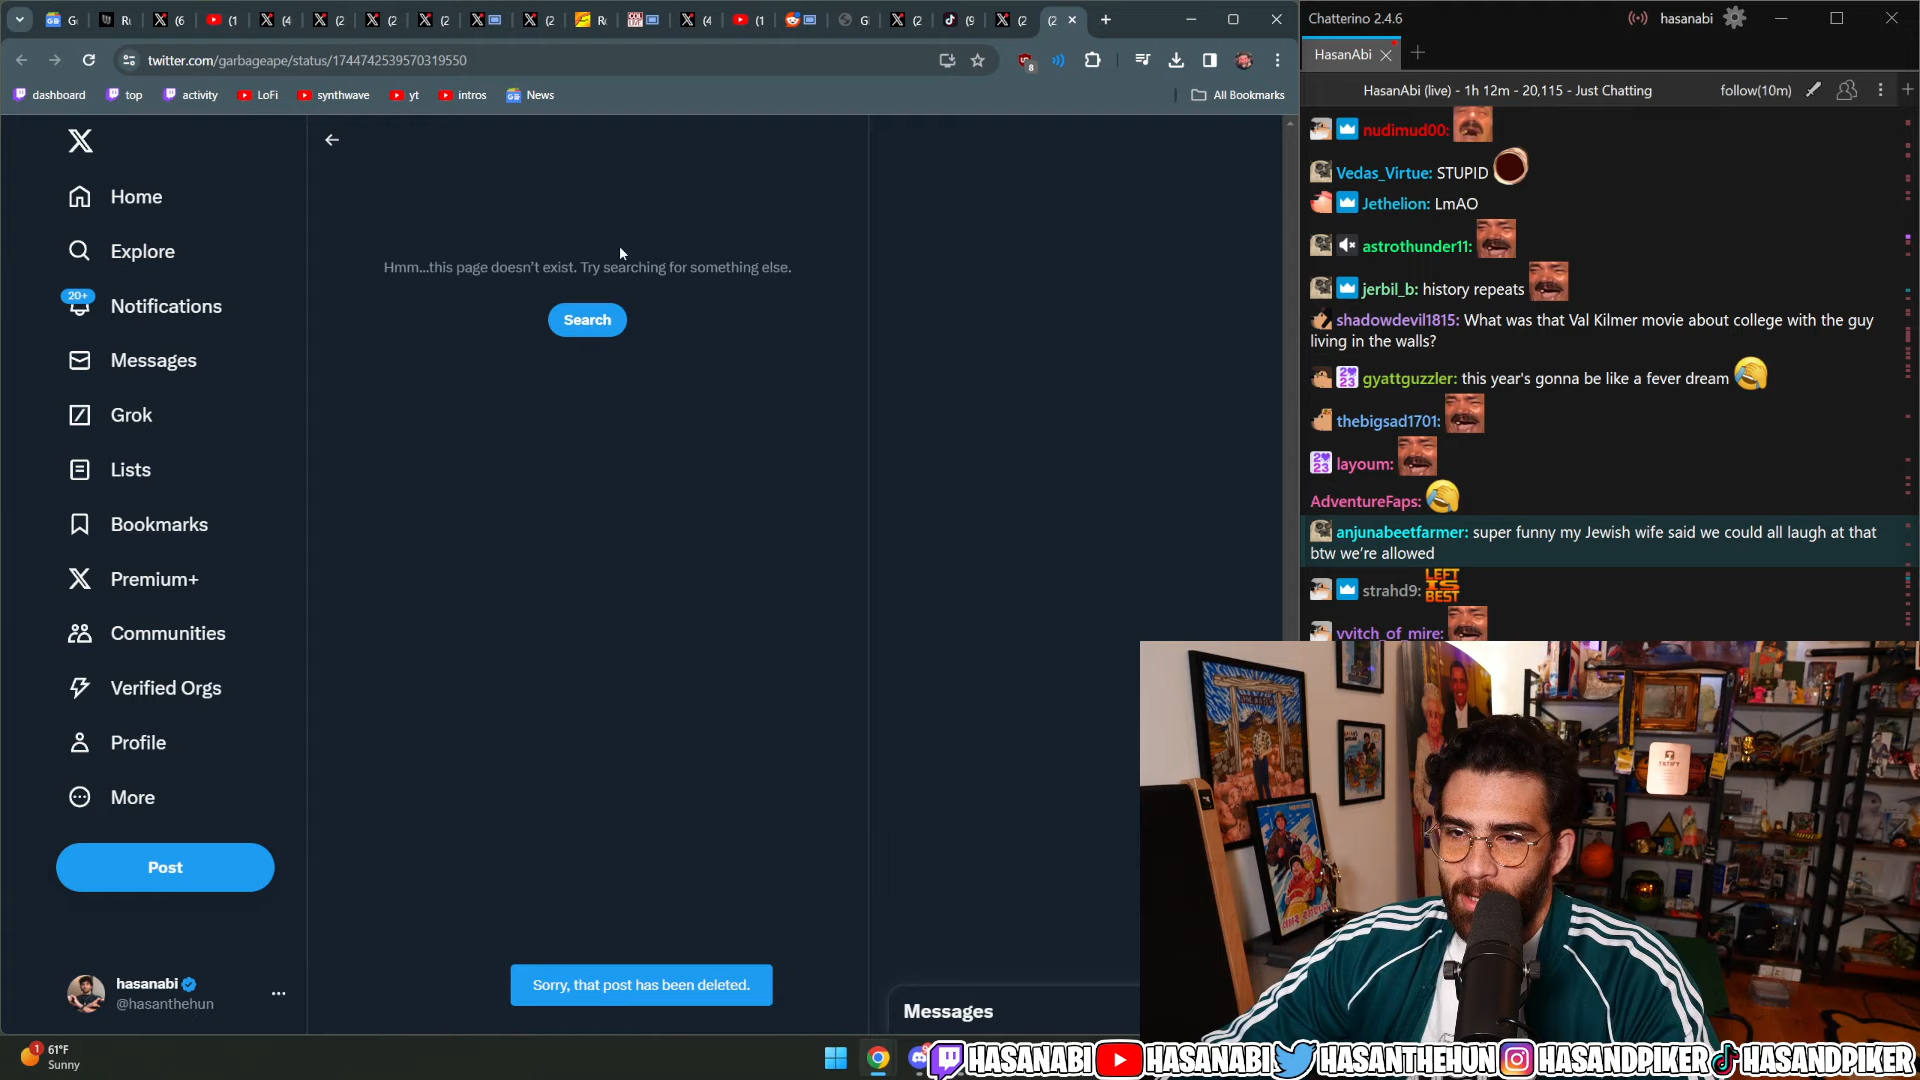 twitter.com/garbageape/status/1744742539570319550
dashboard
top
activity
LoFi
synthwave
yt
intros
News
All Bookmarks
Home
Explore
20+
Notifications
Messages
Grok
Lists
Bookmarks
Premium+
Communities
Verified Orgs
Profile
More
Post
hasanabi
@hasanthehun
Hmm...this page doesn't exist. Try searching for something else.
Search
Sorry, that post has been deleted.
Messages
Chatterino 2.4.6
hasanabi
HasanAbi
HasanAbi (live) - 1h 12m - 20,115 - Just Chatting
follow(10m)
nudimud00:
Vedas_Virtue: STUPID
Jethelion: LmAO
astrothunder11:
jerbil_b: history repeats
shadowdevil1815: What was that Val Kilmer movie about college with the guy
living in the walls?
gyattguzzler: this year's gonna be like a fever dream
thebigsad1701:
layoum:
AdventureFaps:
anjunabeetfarmer: super funny my Jewish wife said we could all laugh at that
btw we're allowed
strahd9: LEFT IS BEST
vvitch_of_mire:
61°F
Sunny
HASANABI HASANABI HASANTHEHUN HASANDPIKER HASANDPIKER